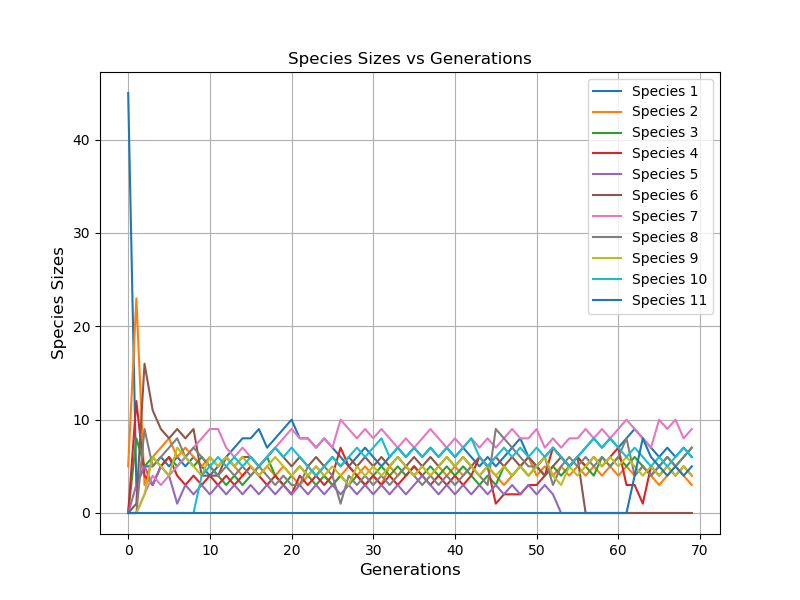 Species Sizes vs Generations
Species Sizes
40
30
20
10
0
0 10 20 30 40 50 60 70
Generations
Species 1
Species 2
Species 3
Species 4
Species 5
Species 6
Species 7
Species 8
Species 9
Species 10
Species 11